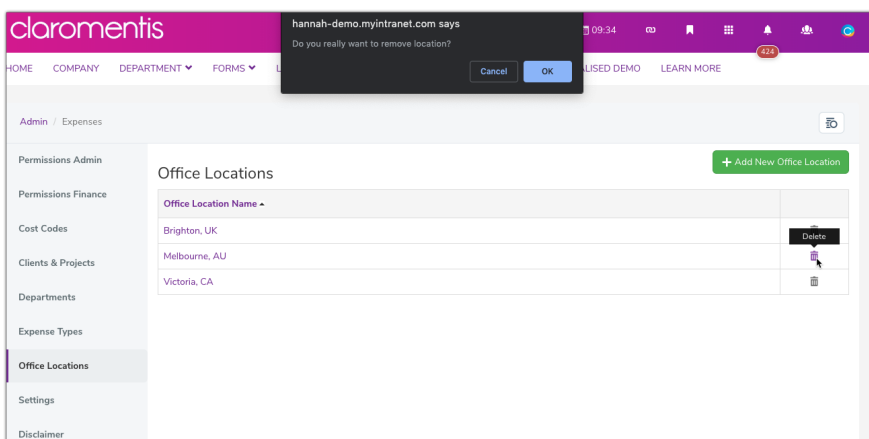 claromentis
hannah-demo.myintranet.com says
Do you really want to remove location?
Cancel
OK
09:34
424
HOME
COMPANY
DEPARTMENT
FORMS
DEMO
LEARN MORE
Admin / Expenses
Permissions Admin
Permissions Finance
Cost Codes
Clients & Projects
Departments
Expense Types
Office Locations
Settings
Disclaimer
Office Locations
+ Add New Office Location
Office Location Name
Brighton, UK
Delete
Melbourne, AU
Victoria, CA